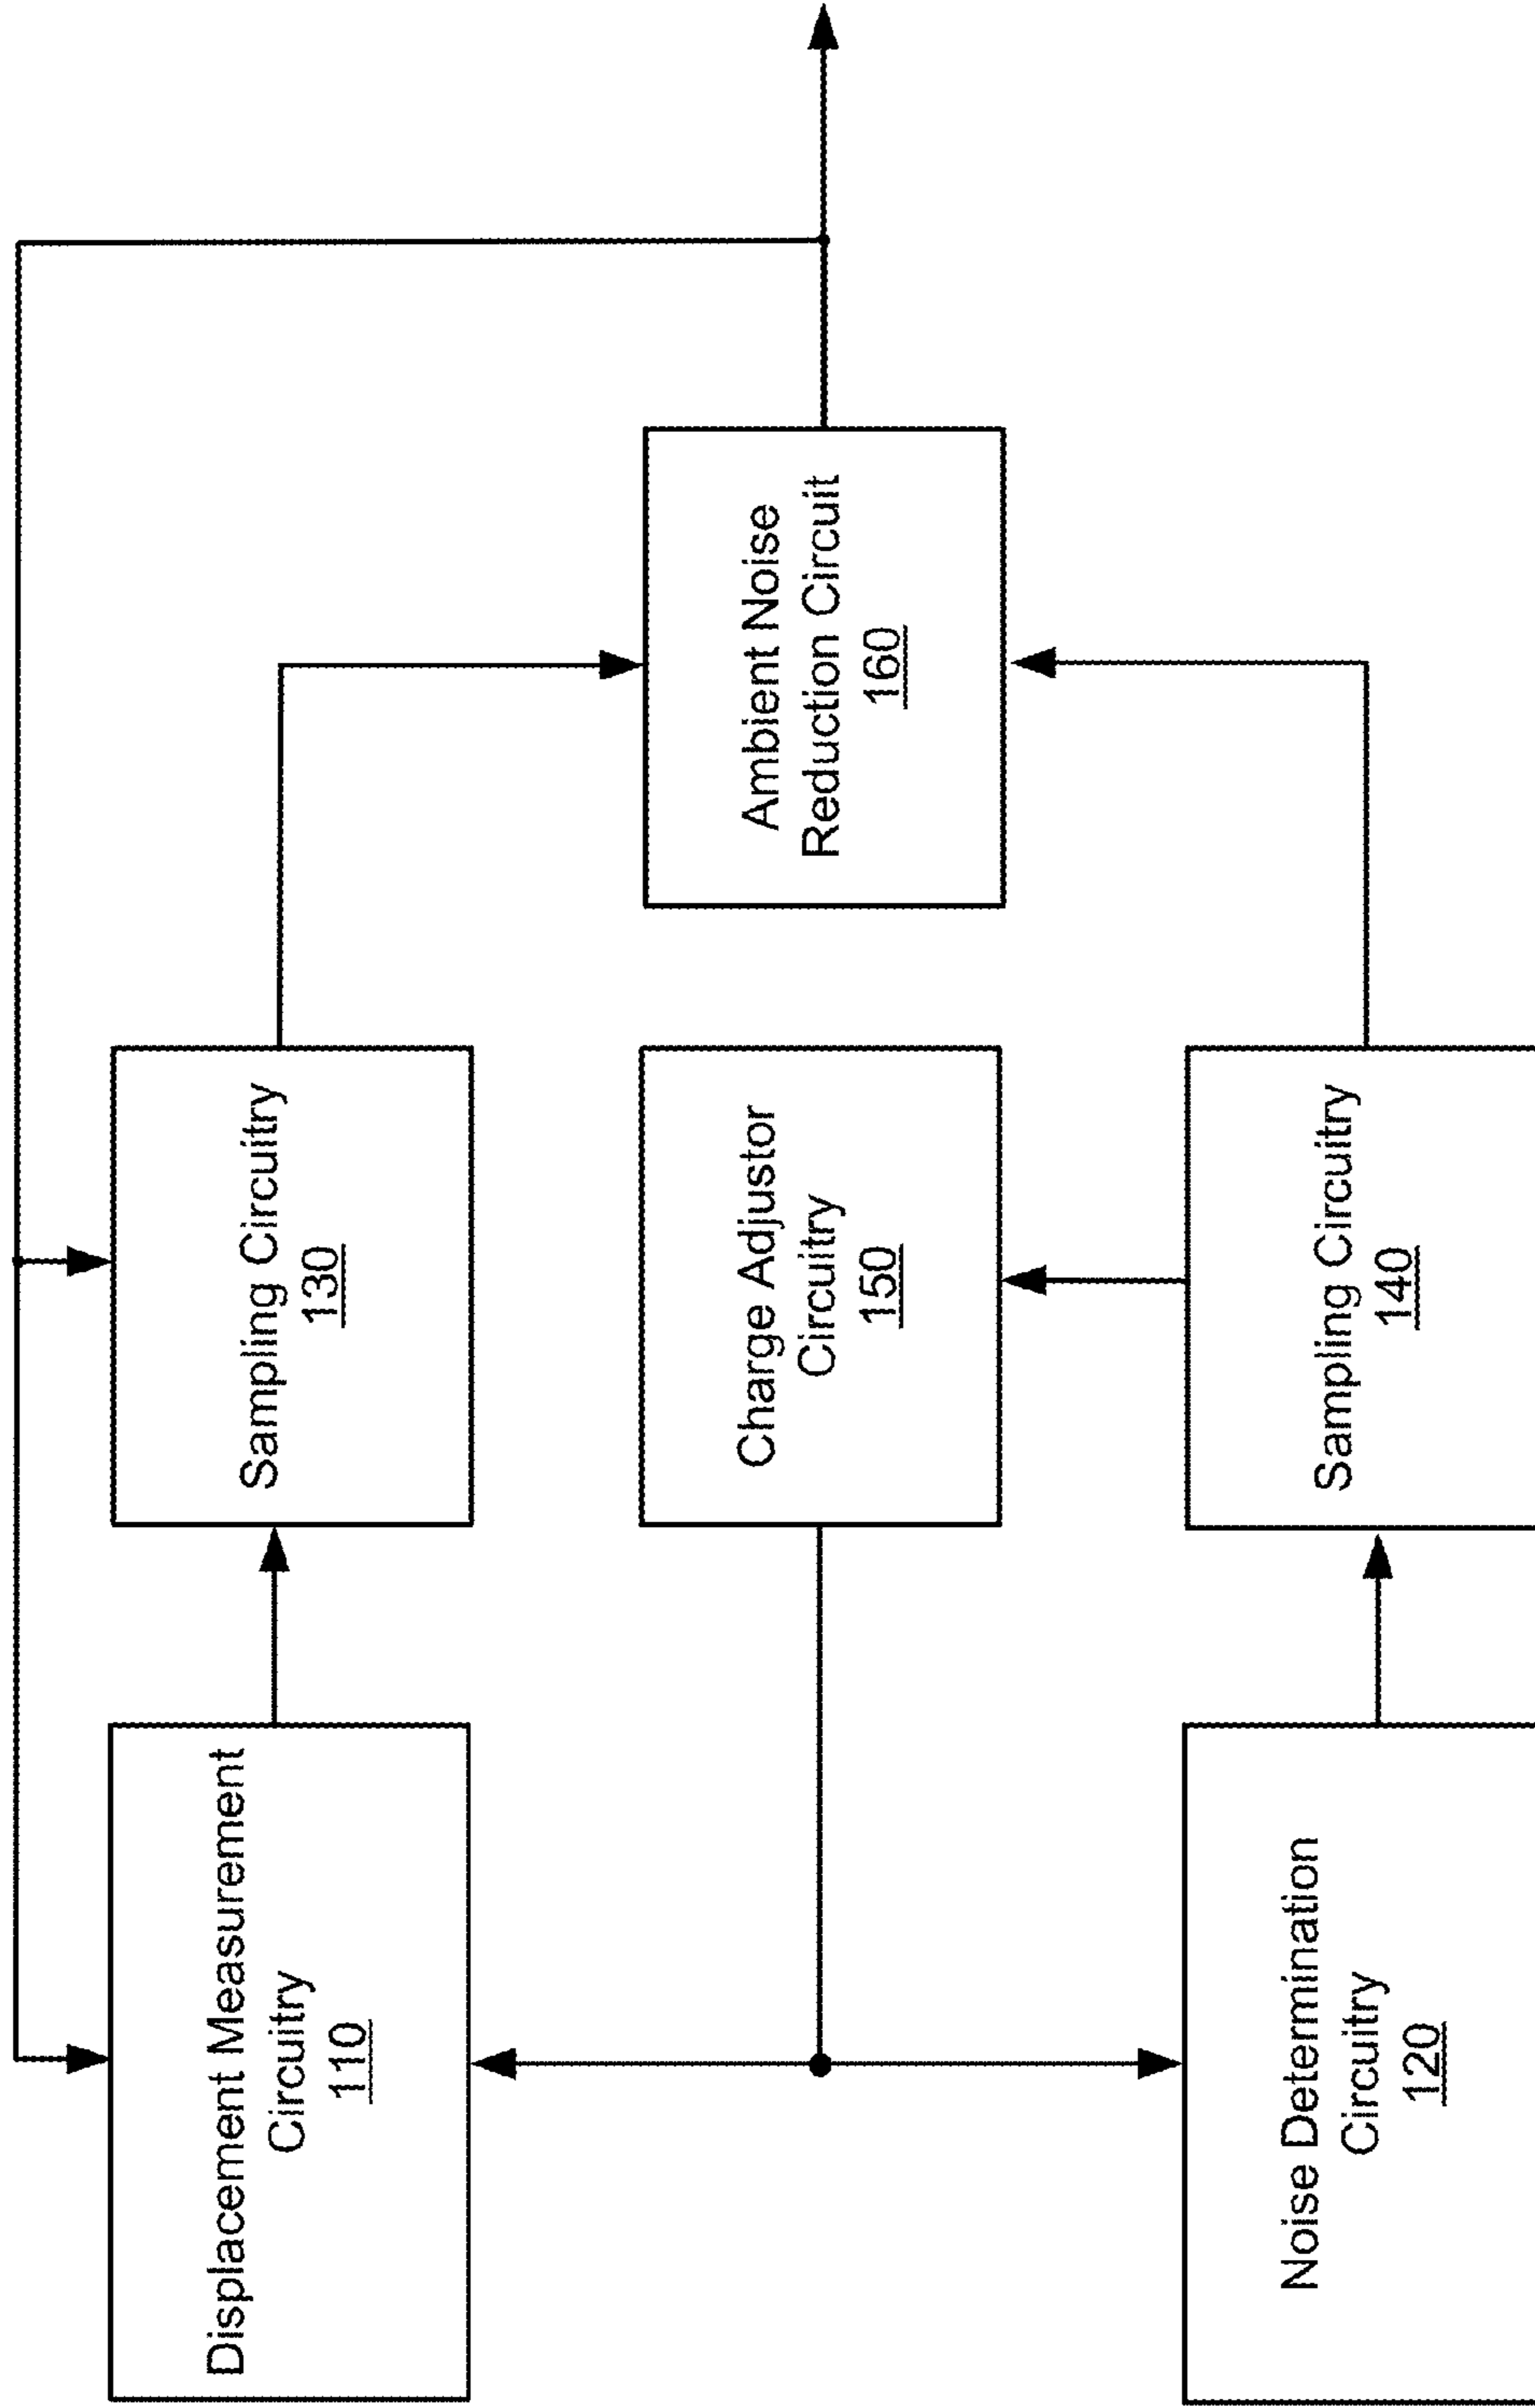 Displacement Measurement
Circuitry
110
Sampling Circuitry
130
Charge Adjustor
Circuitry
150
Ambient Noise
Reduction Circuit
160
Noise Determination
Circuitry
120
Sampling Circuitry
140